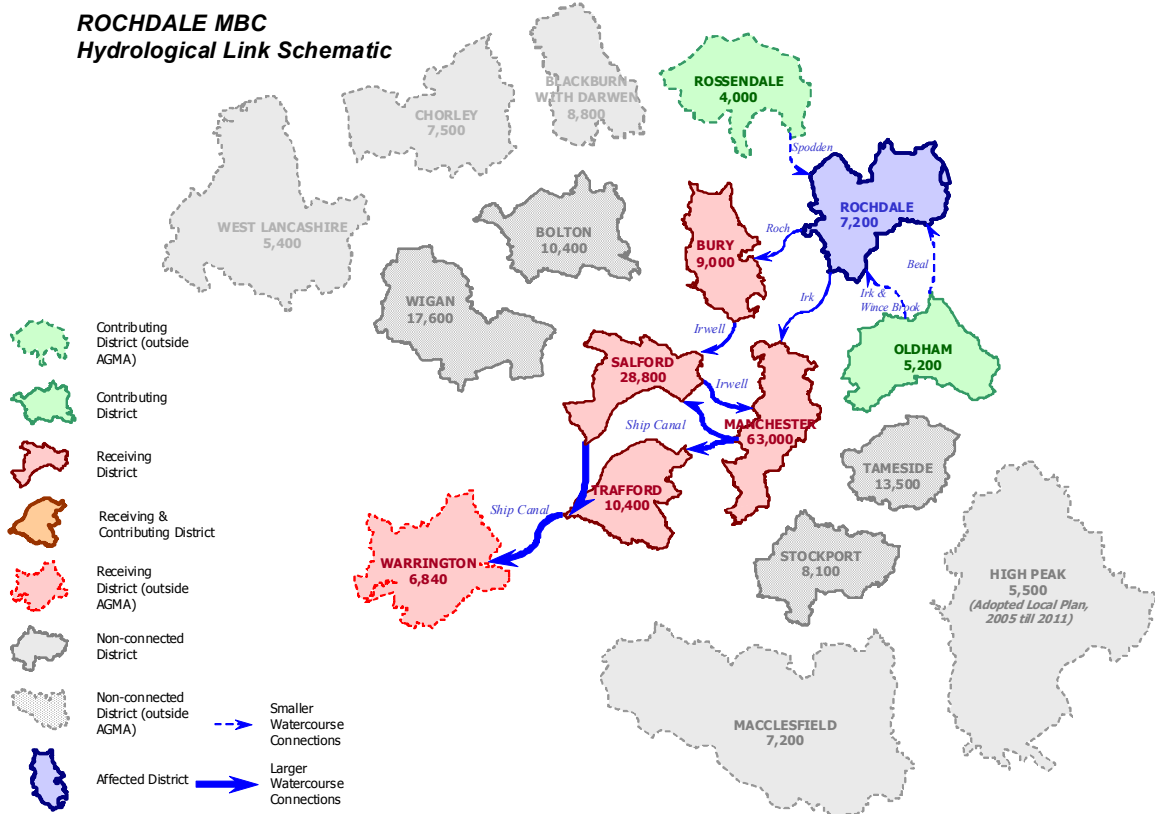 ROCHDALE MBC
Hydrological Link Schematic
ROSSENDALE
4,000
BLACKBURN
WITH DARWEN
8,800
CHORLEY
7,500
Spodden
WEST LANCASHIRE
5,400
BOLTON
10,400
ROCHDALE
7,200
BURY
9,000
Roch
Beal
Irk &
Wince Brook
Irk
WIGAN
17,600
Irwell
OLDHAM
5,200
SALFORD
28,800
Irwell
MANCHESTER
63,000
Ship Canal
TAMESIDE
13,500
TRAFFORD
10,400
Ship Canal
WARRINGTON
6,840
STOCKPORT
8,100
HIGH PEAK
5,500
(Adopted Local Plan,
2005 till 2011)
MACCLESFIELD
7,200
Contributing
District (outside
AGMA)
Contributing
District
Receiving
District
Receiving &
Contributing District
Receiving
District (outside
AGMA)
Non-connected
District
Non-connected
District (outside
AGMA)
Affected District
Smaller
Watercourse
Connections
Larger
Watercourse
Connections